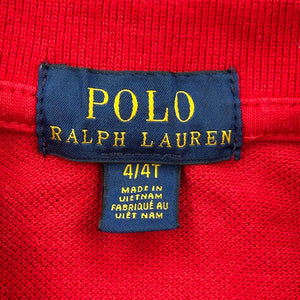 POLO
RALPH LAUREN
4/4T
MADE IN
VIETNAM
FABRIQUÉ AU
VIÊT NAM